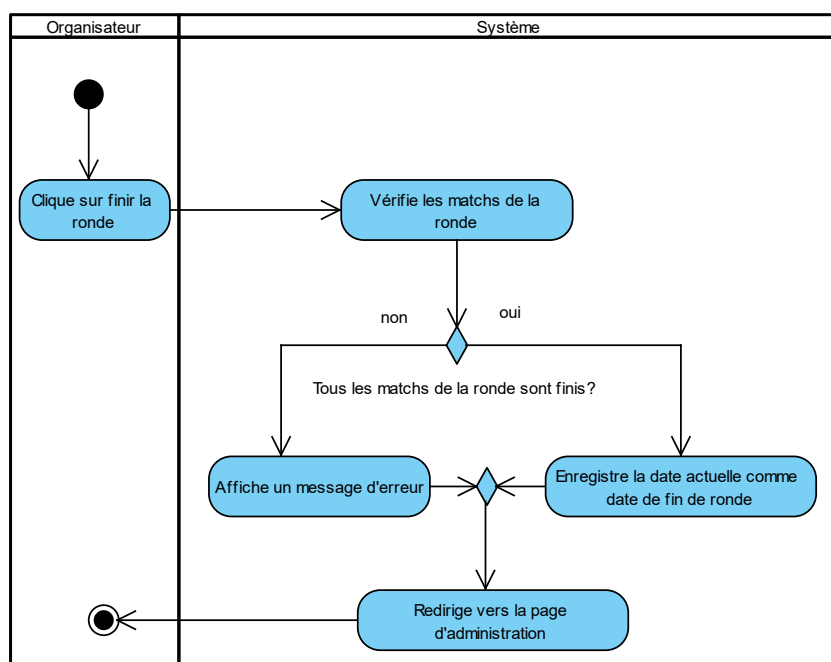 Organisateur
Système
Clique sur finir la
ronde
Vérifie les matchs de la
ronde
non
oui
Tous les matchs de la ronde sont finis?
Affiche un message d'erreur
Enregistre la date actuelle comme
date de fin de ronde
Redirige vers la page
d'administration